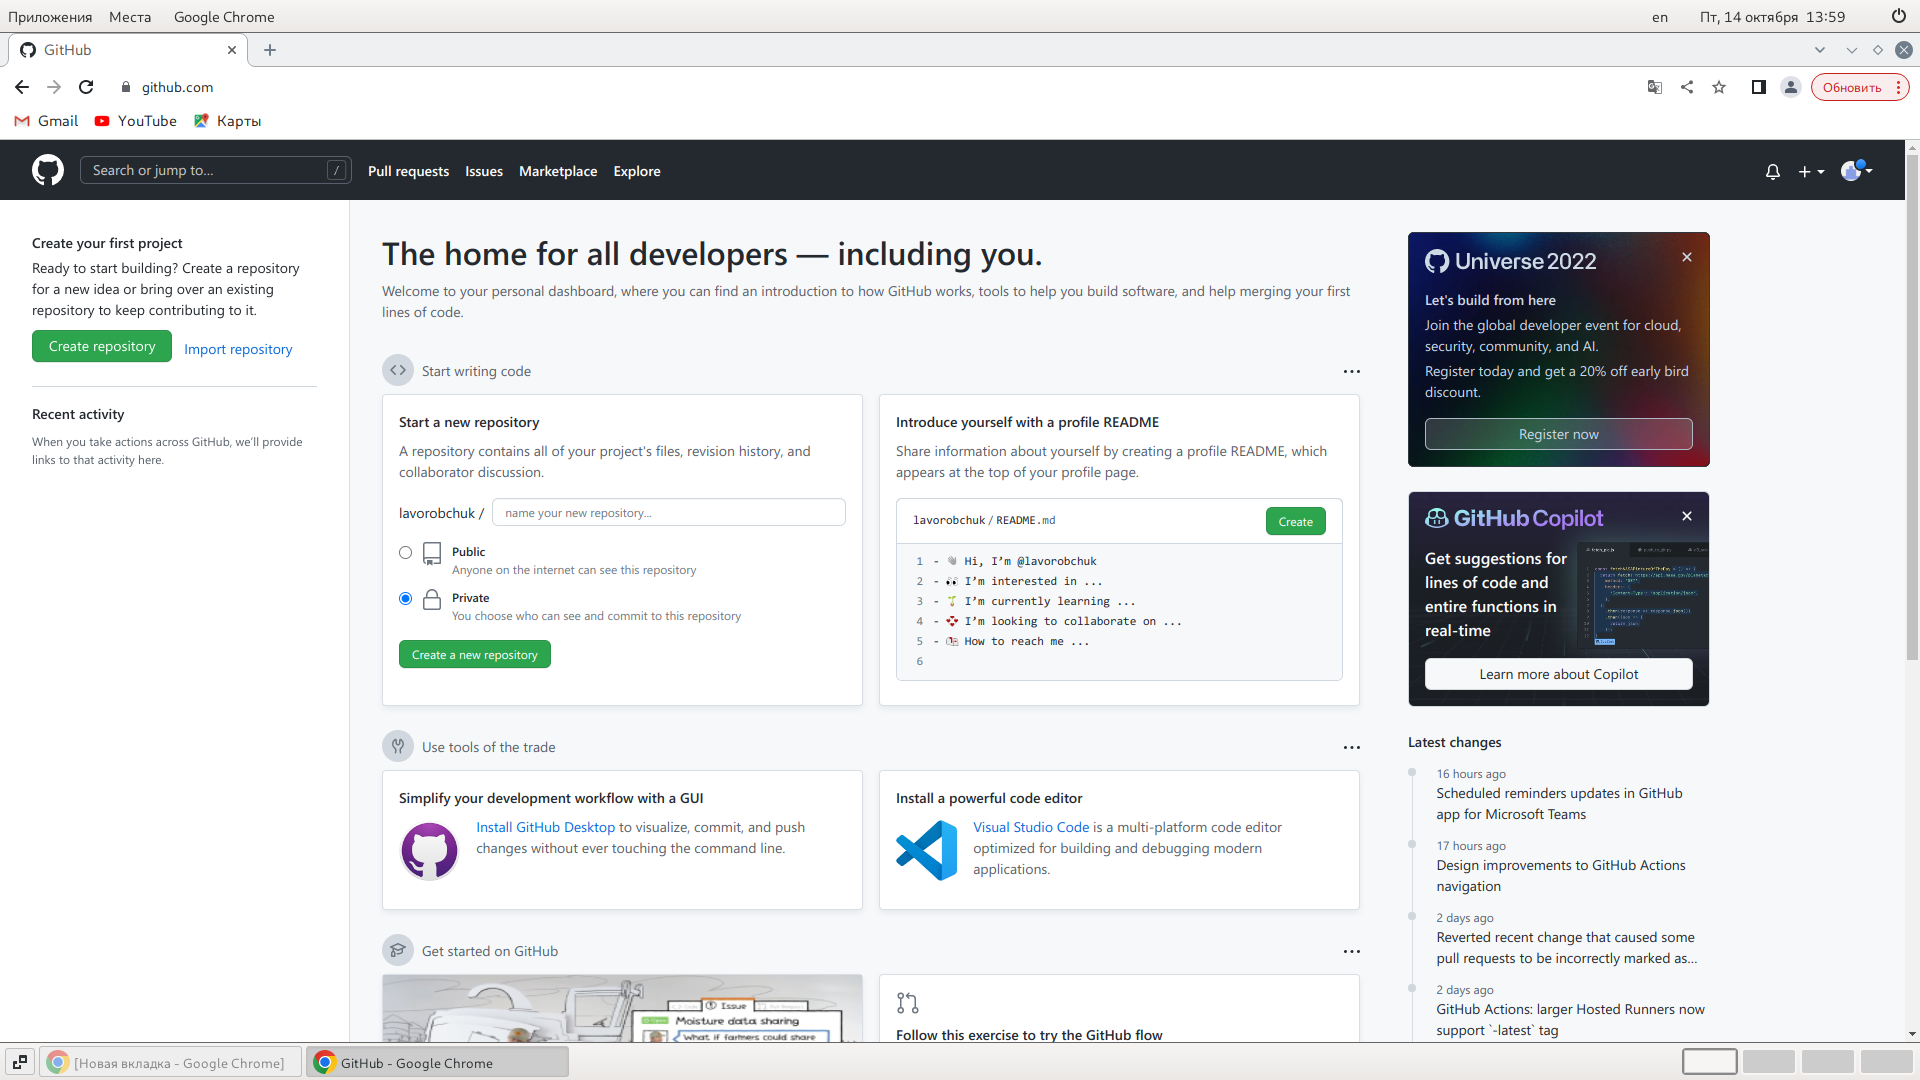 Приложения Места Google Chrome en Пт, 14 октября 13:59
GitHub
github.com Обновить
Gmail YouTube Карты
Search or jump to... / Pull requests Issues Marketplace Explore
Create your first project
Ready to start building? Create a repository
for a new idea or bring over an existing
repository to keep contributing to it.
Create repository Import repository
Recent activity
When you take actions across GitHub, we'll provide
links to that activity here.
The home for all developers — including you.
Welcome to your personal dashboard, where you can find an introduction to how GitHub works, tools to help you build software, and help merging your first
lines of code.
Start writing code
Start a new repository
A repository contains all of your project's files, revision history, and
collaborator discussion.
lavorobchuk / name your new repository...
Public
Anyone on the internet can see this repository
Private
You choose who can see and commit to this repository
Create a new repository
Introduce yourself with a profile README
Share information about yourself by creating a profile README, which
appears at the top of your profile page.
lavorobchuk / README.md Create
1 - 👋 Hi, I’m @lavorobchuk
2 - 👀 I’m interested in ...
3 - 🌱 I’m currently learning ...
4 - 💞️ I’m looking to collaborate on ...
5 - 📫 How to reach me ...
6
Use tools of the trade
Simplify your development workflow with a GUI
Install GitHub Desktop to visualize, commit, and push
changes without ever touching the command line.
Install a powerful code editor
Visual Studio Code is a multi-platform code editor
optimized for building and debugging modern
applications.
Get started on GitHub
Issue
Moisture data sharing
What if farmers could share
Follow this exercise to try the GitHub flow
Universe 2022
Let's build from here
Join the global developer event for cloud,
security, community, and AI.
Register today and get a 20% off early bird
discount.
Register now
GitHub Copilot
Get suggestions for
lines of code and
entire functions in
real-time
Learn more about Copilot
Latest changes
16 hours ago
Scheduled reminders updates in GitHub
app for Microsoft Teams
17 hours ago
Design improvements to GitHub Actions
navigation
2 days ago
Reverted recent change that caused some
pull requests to be incorrectly marked as...
2 days ago
GitHub Actions: larger Hosted Runners now
support `-latest` tag
[Новая вкладка - Google Chrome] GitHub - Google Chrome